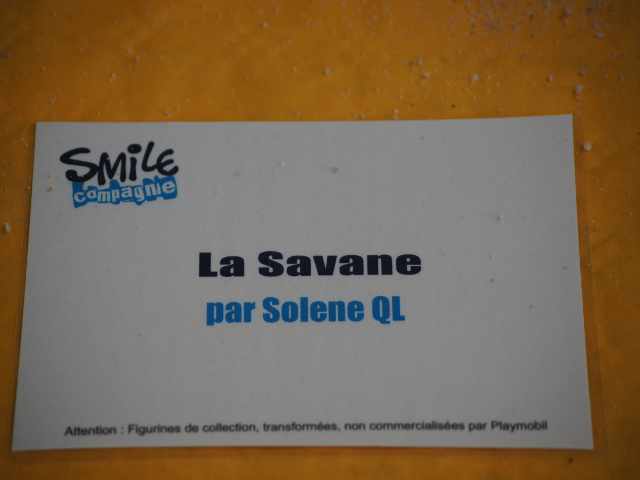 SMiLE
compagnie
La Savane
par Solene QL
Attention : Figurines de collection, transformées, non commercialisées par Playmobil